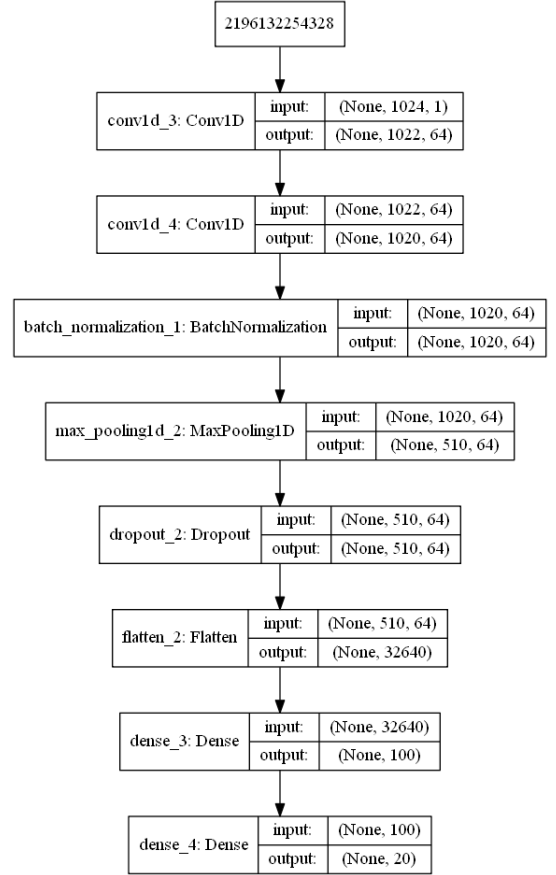 2196132254328
conv1d_3: Conv1D
input: (None, 1024, 1)
output: (None, 1022, 64)
conv1d_4: Conv1D
input: (None, 1022, 64)
output: (None, 1020, 64)
batch_normalization_1: BatchNormalization
input: (None, 1020, 64)
output: (None, 1020, 64)
max_pooling1d_2: MaxPooling1D
input: (None, 1020, 64)
output: (None, 510, 64)
dropout_2: Dropout
input: (None, 510, 64)
output: (None, 510, 64)
flatten_2: Flatten
input: (None, 510, 64)
output: (None, 32640)
dense_3: Dense
input: (None, 32640)
output: (None, 100)
dense_4: Dense
input: (None, 100)
output: (None, 20)